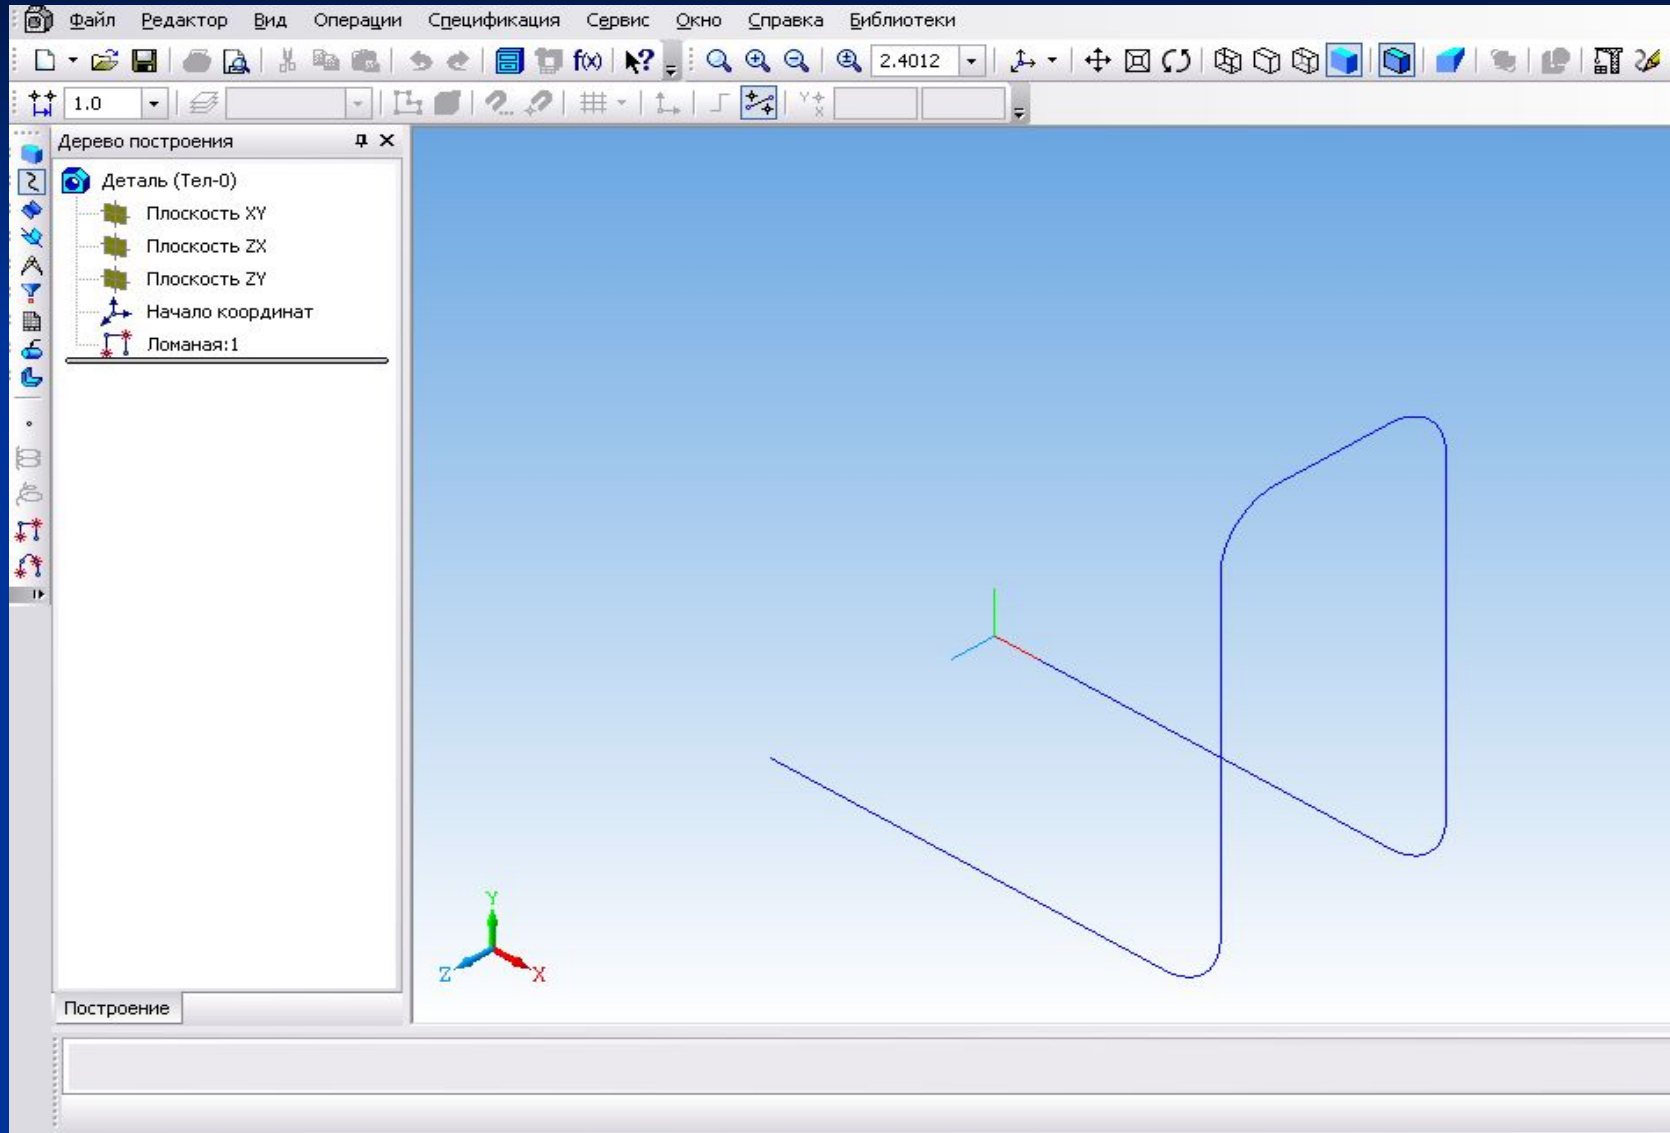 Файл Редактор Вид Операции Спецификация Сервис Окно Справка Библиотеки
f(x) ? 2.4012
1.0
Дерево построения
Деталь (Тел-0)
Плоскость XY
Плоскость ZX
Плоскость ZY
Начало координат
Ломаная:1
Y
Z X
Построение